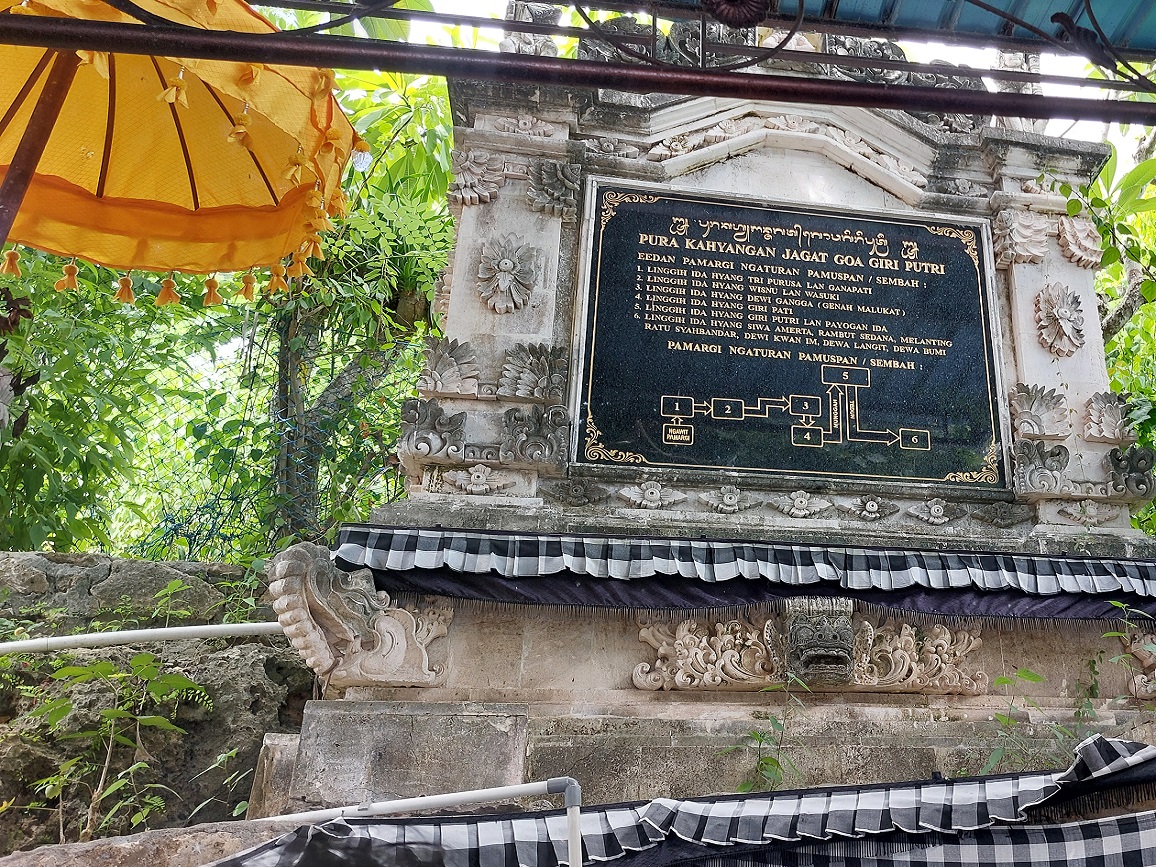 PURA KAHYANGAN JAGAT GOA GIRI PUTRI
EEDAN PAMARGI NGATURAN PAMUSPAN / SEMBAH :
1. LINGGIH IDA HYANG TRI PURUSA LAN GANAPATI
2. LINGGIH IDA HYANG WISNU LAN WASUKI
3. LINGGIH IDA HYANG DEWI GANGGA (GENAH MALUKAT)
4. LINGGIH IDA HYANG GIRI PATI
5. LINGGIH IDA HYANG GIRI PUTRI LAN PAYOGAN IDA
6. LINGGIH IDA HYANG SIWA AMERTA, RAMBUT SEDANA, MELANTING
RATU SYAHBANDAR, DEWI KWAN IM, DEWA LANGIT, DEWA BUMI
PAMARGI NGATURAN PAMUSPAN / SEMBAH :
5
1 2 3
MUNGGAH
NGAWIT
PAMARGI
4 6